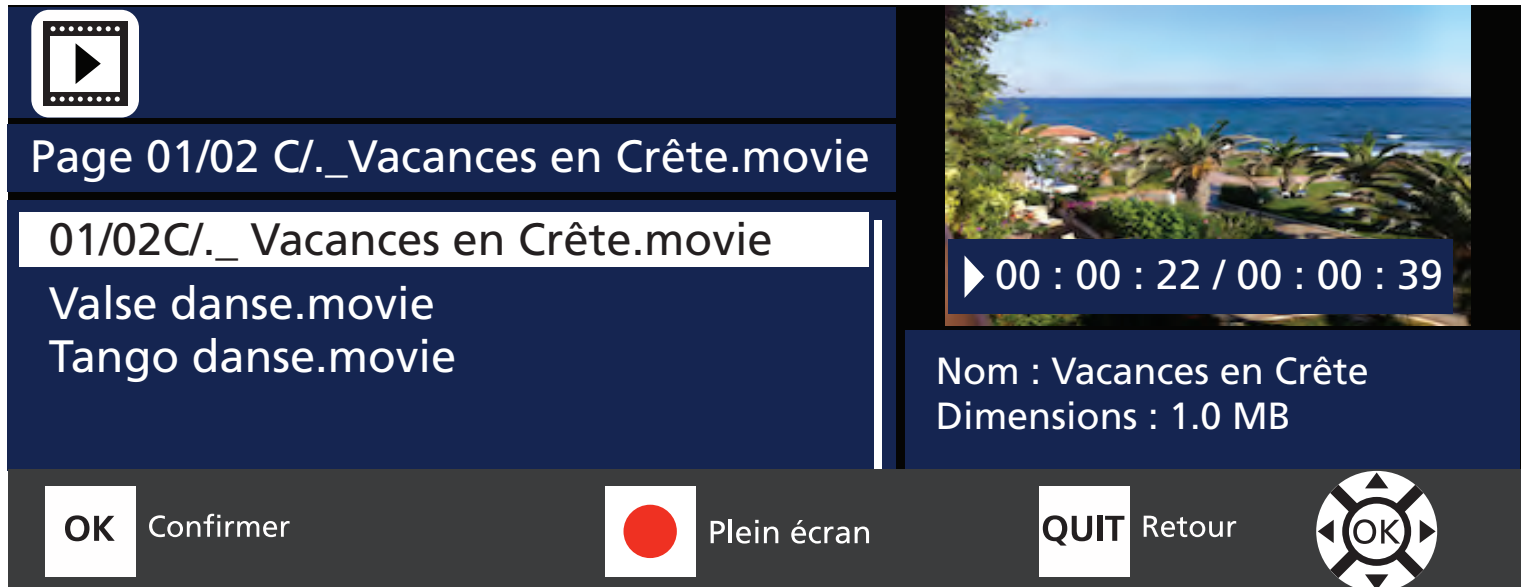 Page 01/02 C/._Vacances en Crête.movie
01/02C/._ Vacances en Crête.movie
Valse danse.movie
Tango danse.movie
00 : 00 : 22 / 00 : 00 : 39
Nom : Vacances en Crête
Dimensions : 1.0 MB
OK Confirmer
Plein écran
QUIT Retour
OK